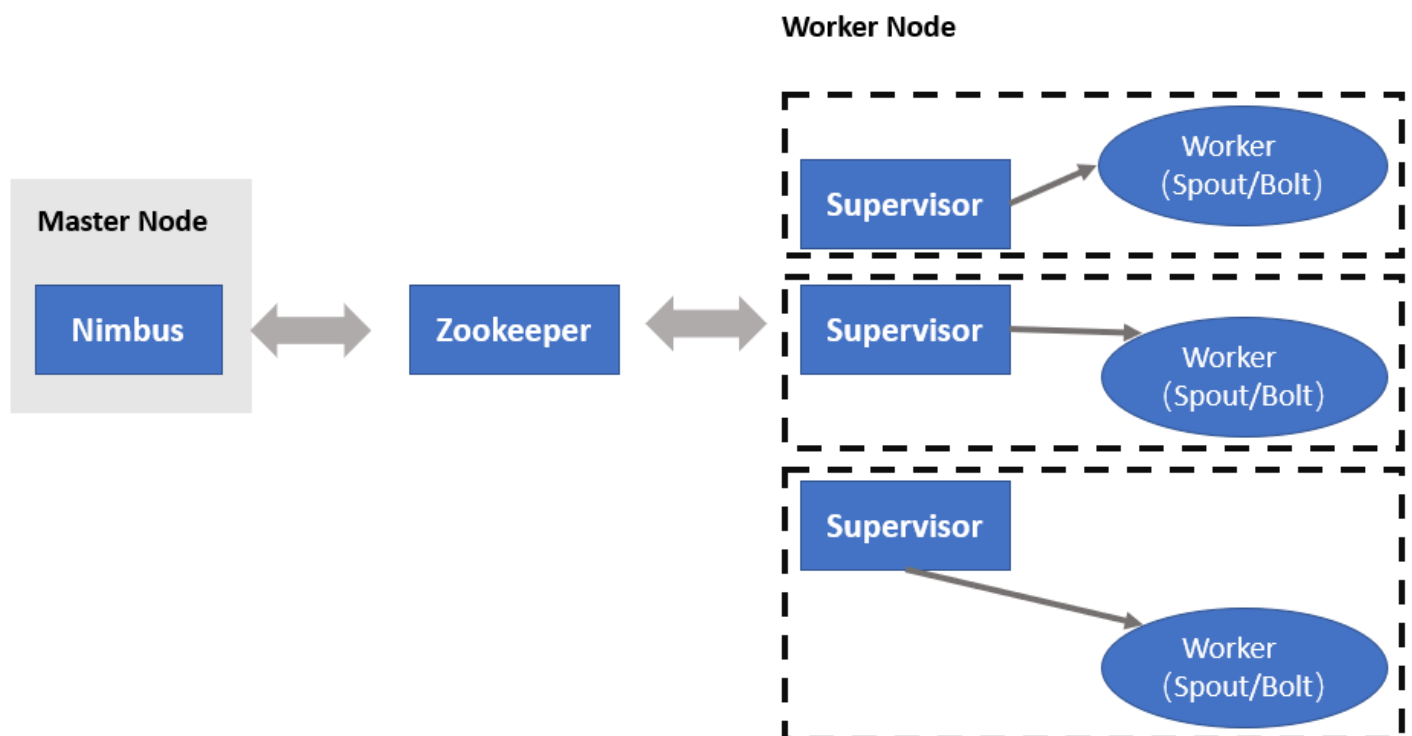 Worker Node
Worker
(Spout/Bolt)
Supervisor
Master Node
Nimbus
Zookeeper
Supervisor
Worker
(Spout/Bolt)
Supervisor
Worker
(Spout/Bolt)